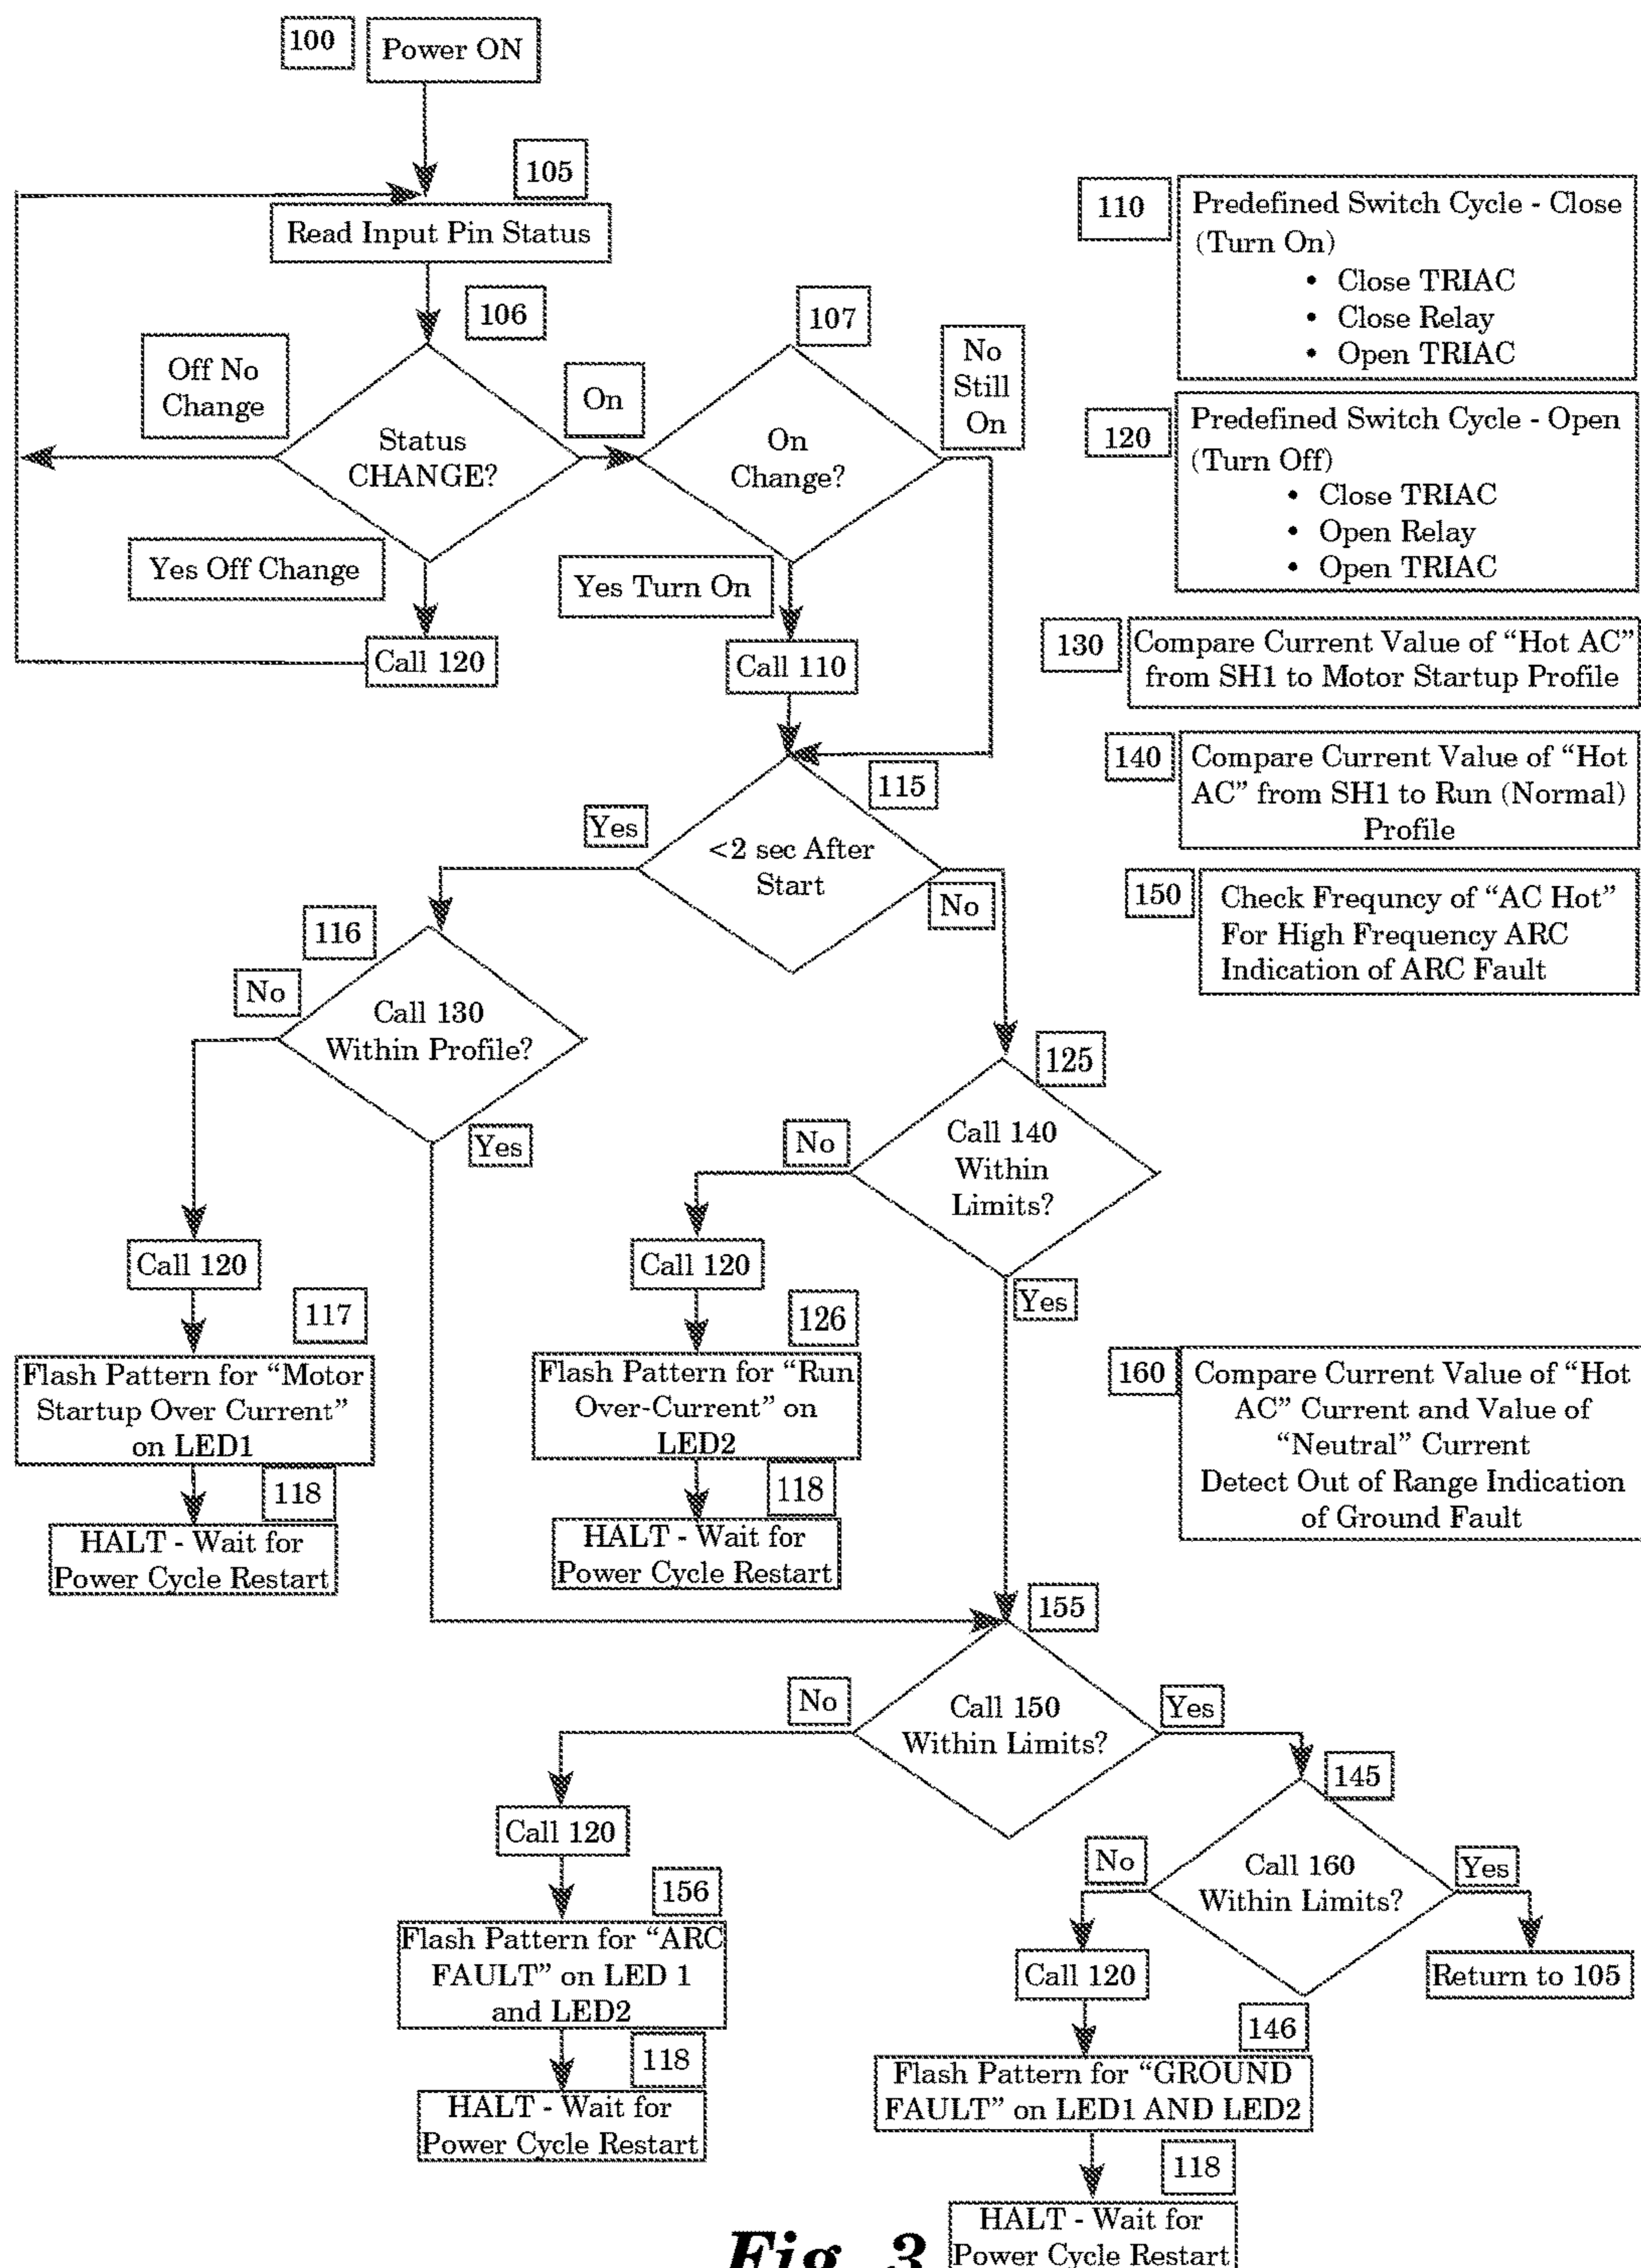 100
Power ON
105
Read Input Pin Status
106
107
Off No
Change
On
No
Still
On
Status
CHANGE?
On
Change?
Yes Off Change
Yes Turn On
Call 120
Call 110
110
Predefined Switch Cycle - Close
(Turn On)
• Close TRIAC
• Close Relay
• Open TRIAC
120
Predefined Switch Cycle - Open
(Turn Off)
• Close TRIAC
• Open Relay
• Open TRIAC
130
Compare Current Value of “Hot AC”
from SH1 to Motor Startup Profile
140
Compare Current Value of “Hot
AC” from SH1 to Run (Normal)
Profile
150
Check Frequncy of “AC Hot”
For High Frequency ARC
Indication of ARC Fault
115
Yes
<2 sec After
Start
No
116
No
Call 130
Within Profile?
Yes
125
No
Call 140
Within
Limits?
Yes
Call 120
117
Flash Pattern for “Motor
Startup Over Current”
on LED1
118
HALT - Wait for
Power Cycle Restart
Call 120
126
Flash Pattern for “Run
Over-Current” on
LED2
118
HALT - Wait for
Power Cycle Restart
160
Compare Current Value of “Hot
AC” Current and Value of
“Neutral” Current
Detect Out of Range Indication
of Ground Fault
155
No
Call 150
Within Limits?
Yes
145
Call 120
156
Flash Pattern for “ARC
FAULT” on LED 1
and LED2
118
HALT - Wait for
Power Cycle Restart
No
Call 160
Within Limits?
Yes
Call 120
Return to 105
146
Flash Pattern for “GROUND
FAULT” on LED1 AND LED2
118
HALT - Wait for
Power Cycle Restart
Fig. 3